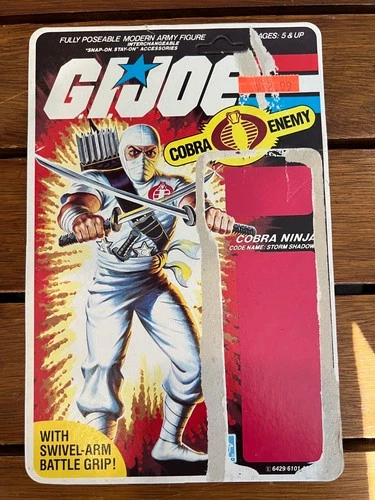 FULLY POSEABLE MODERN ARMY FIGURE
INTERCHANGEABLE
"SNAP-ON, STAY-ON" ACCESSORIES
AGES: 5 & UP
G.I.JOE
COBRA
ENEMY
COBRA NINJA
CODE NAME: STORM SHADOW
WITH
SWIVEL-ARM
BATTLE GRIP!
6429/6101